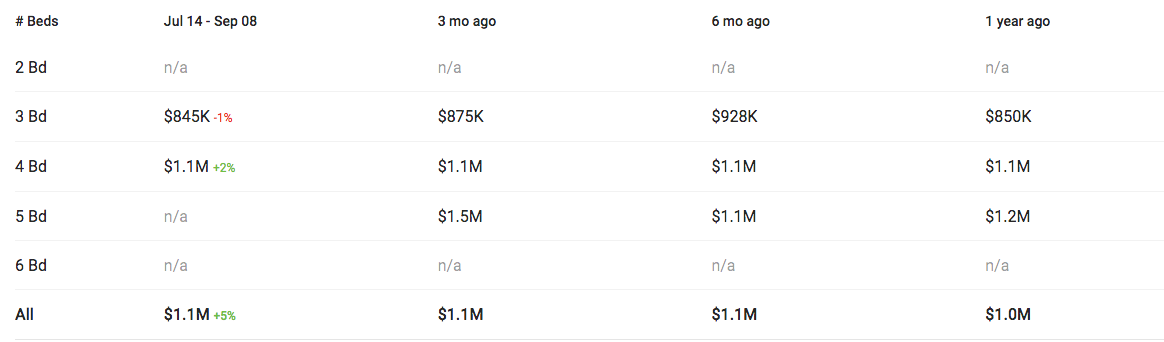 # Beds Jul 14 - Sep 08 3 mo ago 6 mo ago 1 year ago
2 Bd n/a n/a n/a n/a
3 Bd $845K -1% $875K $928K $850K
4 Bd $1.1M +2% $1.1M $1.1M $1.1M
5 Bd n/a $1.5M $1.1M $1.2M
6 Bd n/a n/a n/a n/a
All $1.1M +5% $1.1M $1.1M $1.0M